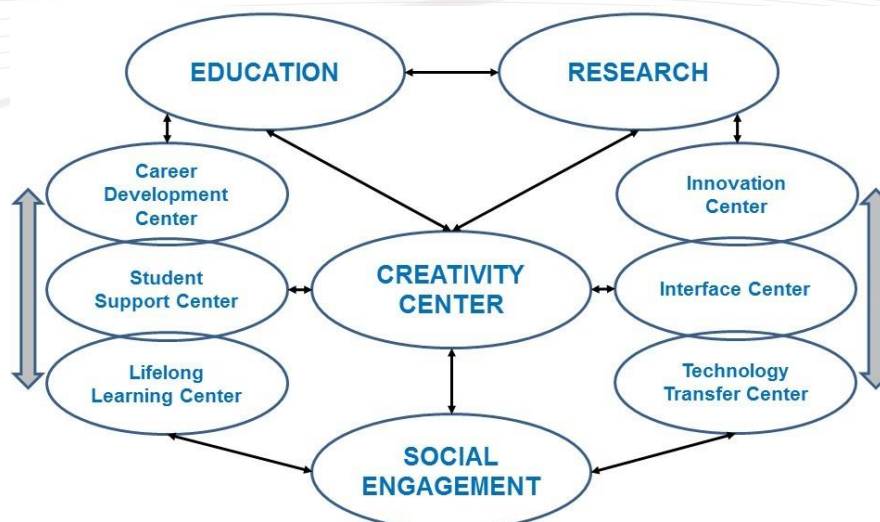 EDUCATION
RESEARCH
Career
Development
Center
Innovation
Center
Student
Support Center
CREATIVITY
CENTER
Interface Center
Lifelong
Learning Center
Technology
Transfer Center
SOCIAL
ENGAGEMENT